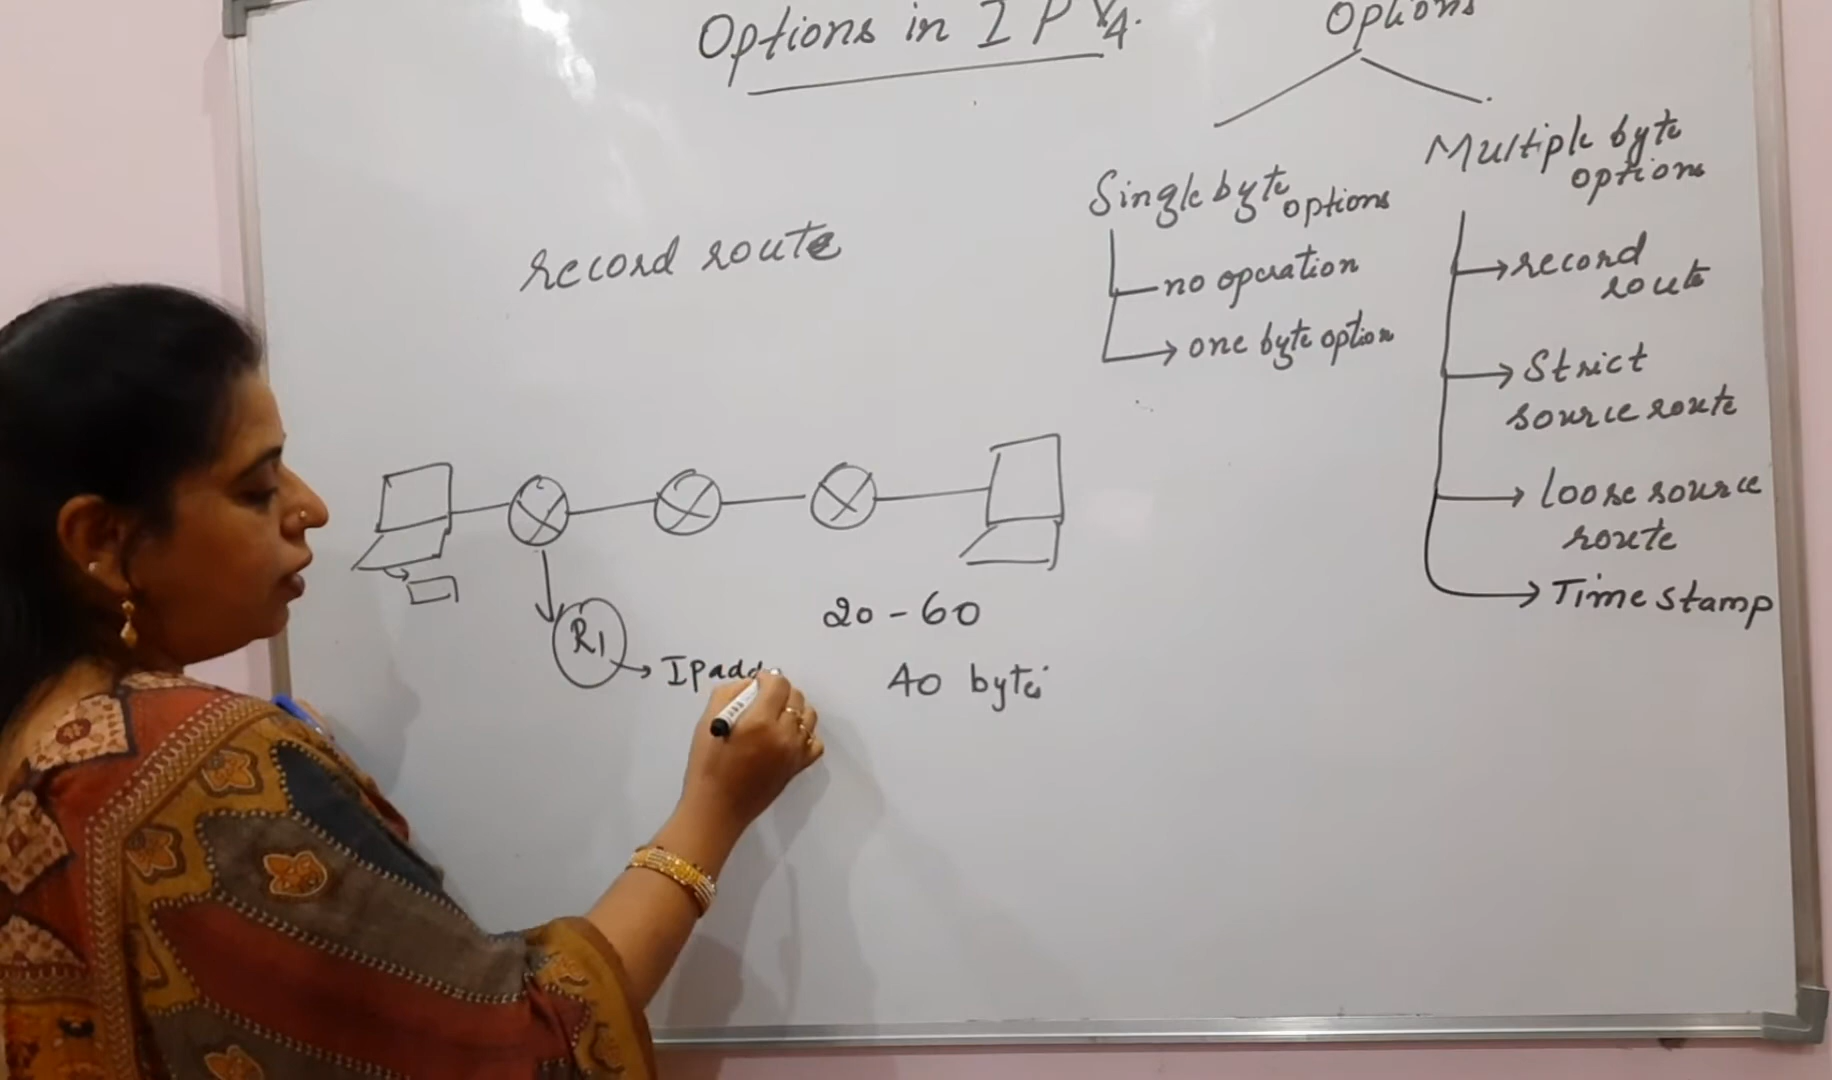 Options in IPV4.
Options
Single byte options
no operation
one byte option
Multiple byte
options
record
route
Strict
source route
loose source
route
Time stamp
record route
R1
Ipadd
20-60
40 byte